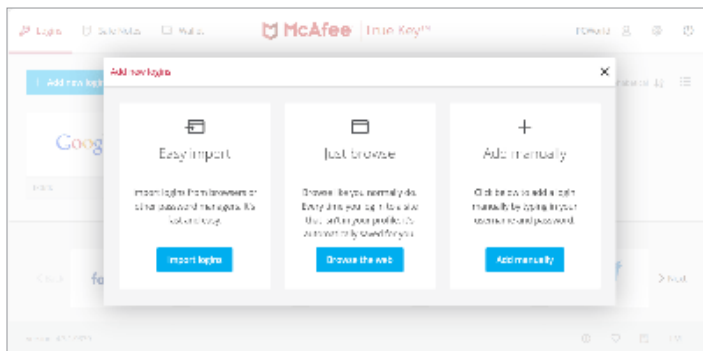 Logins Safe Notes Wallet McAfee True Key™ PCWorld
Add new logins
+ Add new login
Goog
Easy import
Import logins from browsers or
other password managers. It's
fast and easy.
Import logins
Just browse
Browse like you normally do.
Every time you log in to a site
that isn't in your profile, it's
automatically saved for you.
Browse the web
Add manually
Click below to add a login
manually by typing in your
username and password.
Add manually
Next